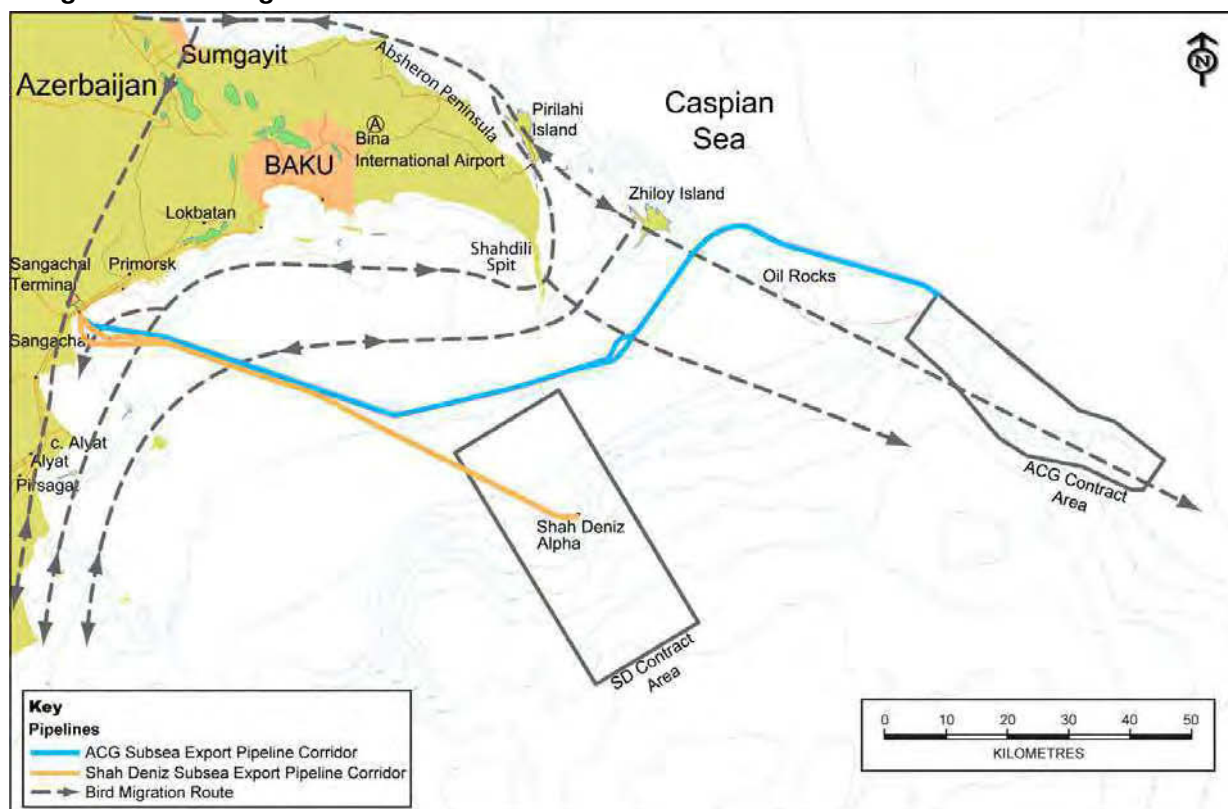 Sumgayit
Azerbaijan
Absheron Peninsula
N
Caspian
Sea
Pirilahi
Island
A
Bina
International Airport
BAKU
Zhiloy Island
Lokbatan
Shahdili
Spit
Sangachal
Terminal
Primorsk
Oil Rocks
Sangachal
c. Alyat
Alyat
Pirsagat
ACG Contract
Area
Shah Deniz
Alpha
SD Contract
Area
Key
Pipelines
ACG Subsea Export Pipeline Corridor
Shah Deniz Subsea Export Pipeline Corridor
Bird Migration Route
0 10 20 30 40 50
KILOMETRES